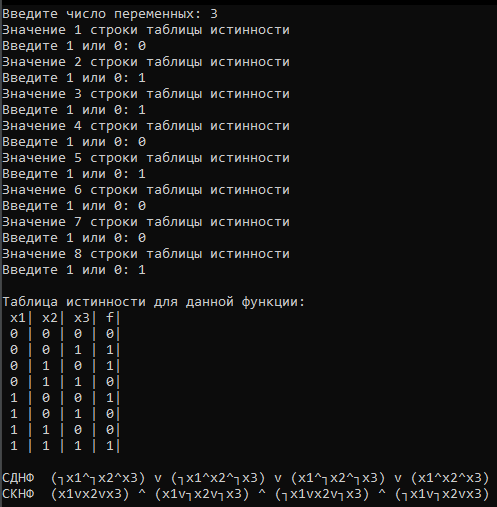 Введите число переменных: 3
Значение 1 строки таблицы истинности
Введите 1 или 0: 0
Значение 2 строки таблицы истинности
Введите 1 или 0: 1
Значение 3 строки таблицы истинности
Введите 1 или 0: 1
Значение 4 строки таблицы истинности
Введите 1 или 0: 0
Значение 5 строки таблицы истинности
Введите 1 или 0: 1
Значение 6 строки таблицы истинности
Введите 1 или 0: 0
Значение 7 строки таблицы истинности
Введите 1 или 0: 0
Значение 8 строки таблицы истинности
Введите 1 или 0: 1
Таблица истинности для данной функции:
x1| x2| x3| f|
0 | 0 | 0 | 0|
0 | 0 | 1 | 1|
0 | 1 | 0 | 1|
0 | 1 | 1 | 0|
1 | 0 | 0 | 1|
1 | 0 | 1 | 0|
1 | 1 | 0 | 0|
1 | 1 | 1 | 1|
СДНФ (┐x1^┐x2^x3) v (┐x1^x2^┐x3) v (x1^┐x2^┐x3) v (x1^x2^x3)
СКНФ (x1vx2vx3) ^ (x1v┐x2v┐x3) ^ (┐x1vx2v┐x3) ^ (┐x1v┐x2vx3)